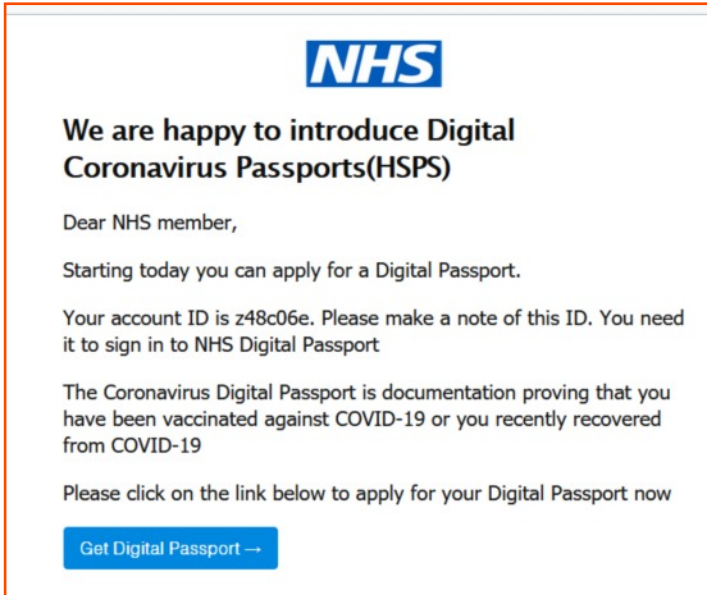 NHS
We are happy to introduce Digital
Coronavirus Passports(HSPS)
Dear NHS member,
Starting today you can apply for a Digital Passport.
Your account ID is z48c06e. Please make a note of this ID. You need
it to sign in to NHS Digital Passport
The Coronavirus Digital Passport is documentation proving that you
have been vaccinated against COVID-19 or you recently recovered
from COVID-19
Please click on the link below to apply for your Digital Passport now
Get Digital Passport →